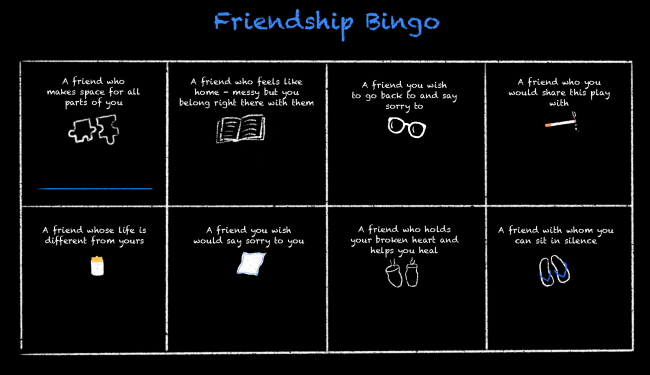 Friendship Bingo
A friend who
makes space for all
parts of you
A friend who feels like
home - messy but you
belong right there with them
A friend you wish
to go back to and say
sorry to
A friend who you
would share this play
with
A friend whose life is
different from yours
A friend you wish
would say sorry to you
A friend who holds
your broken heart and
helps you heal
A friend with whom you
can sit in silence